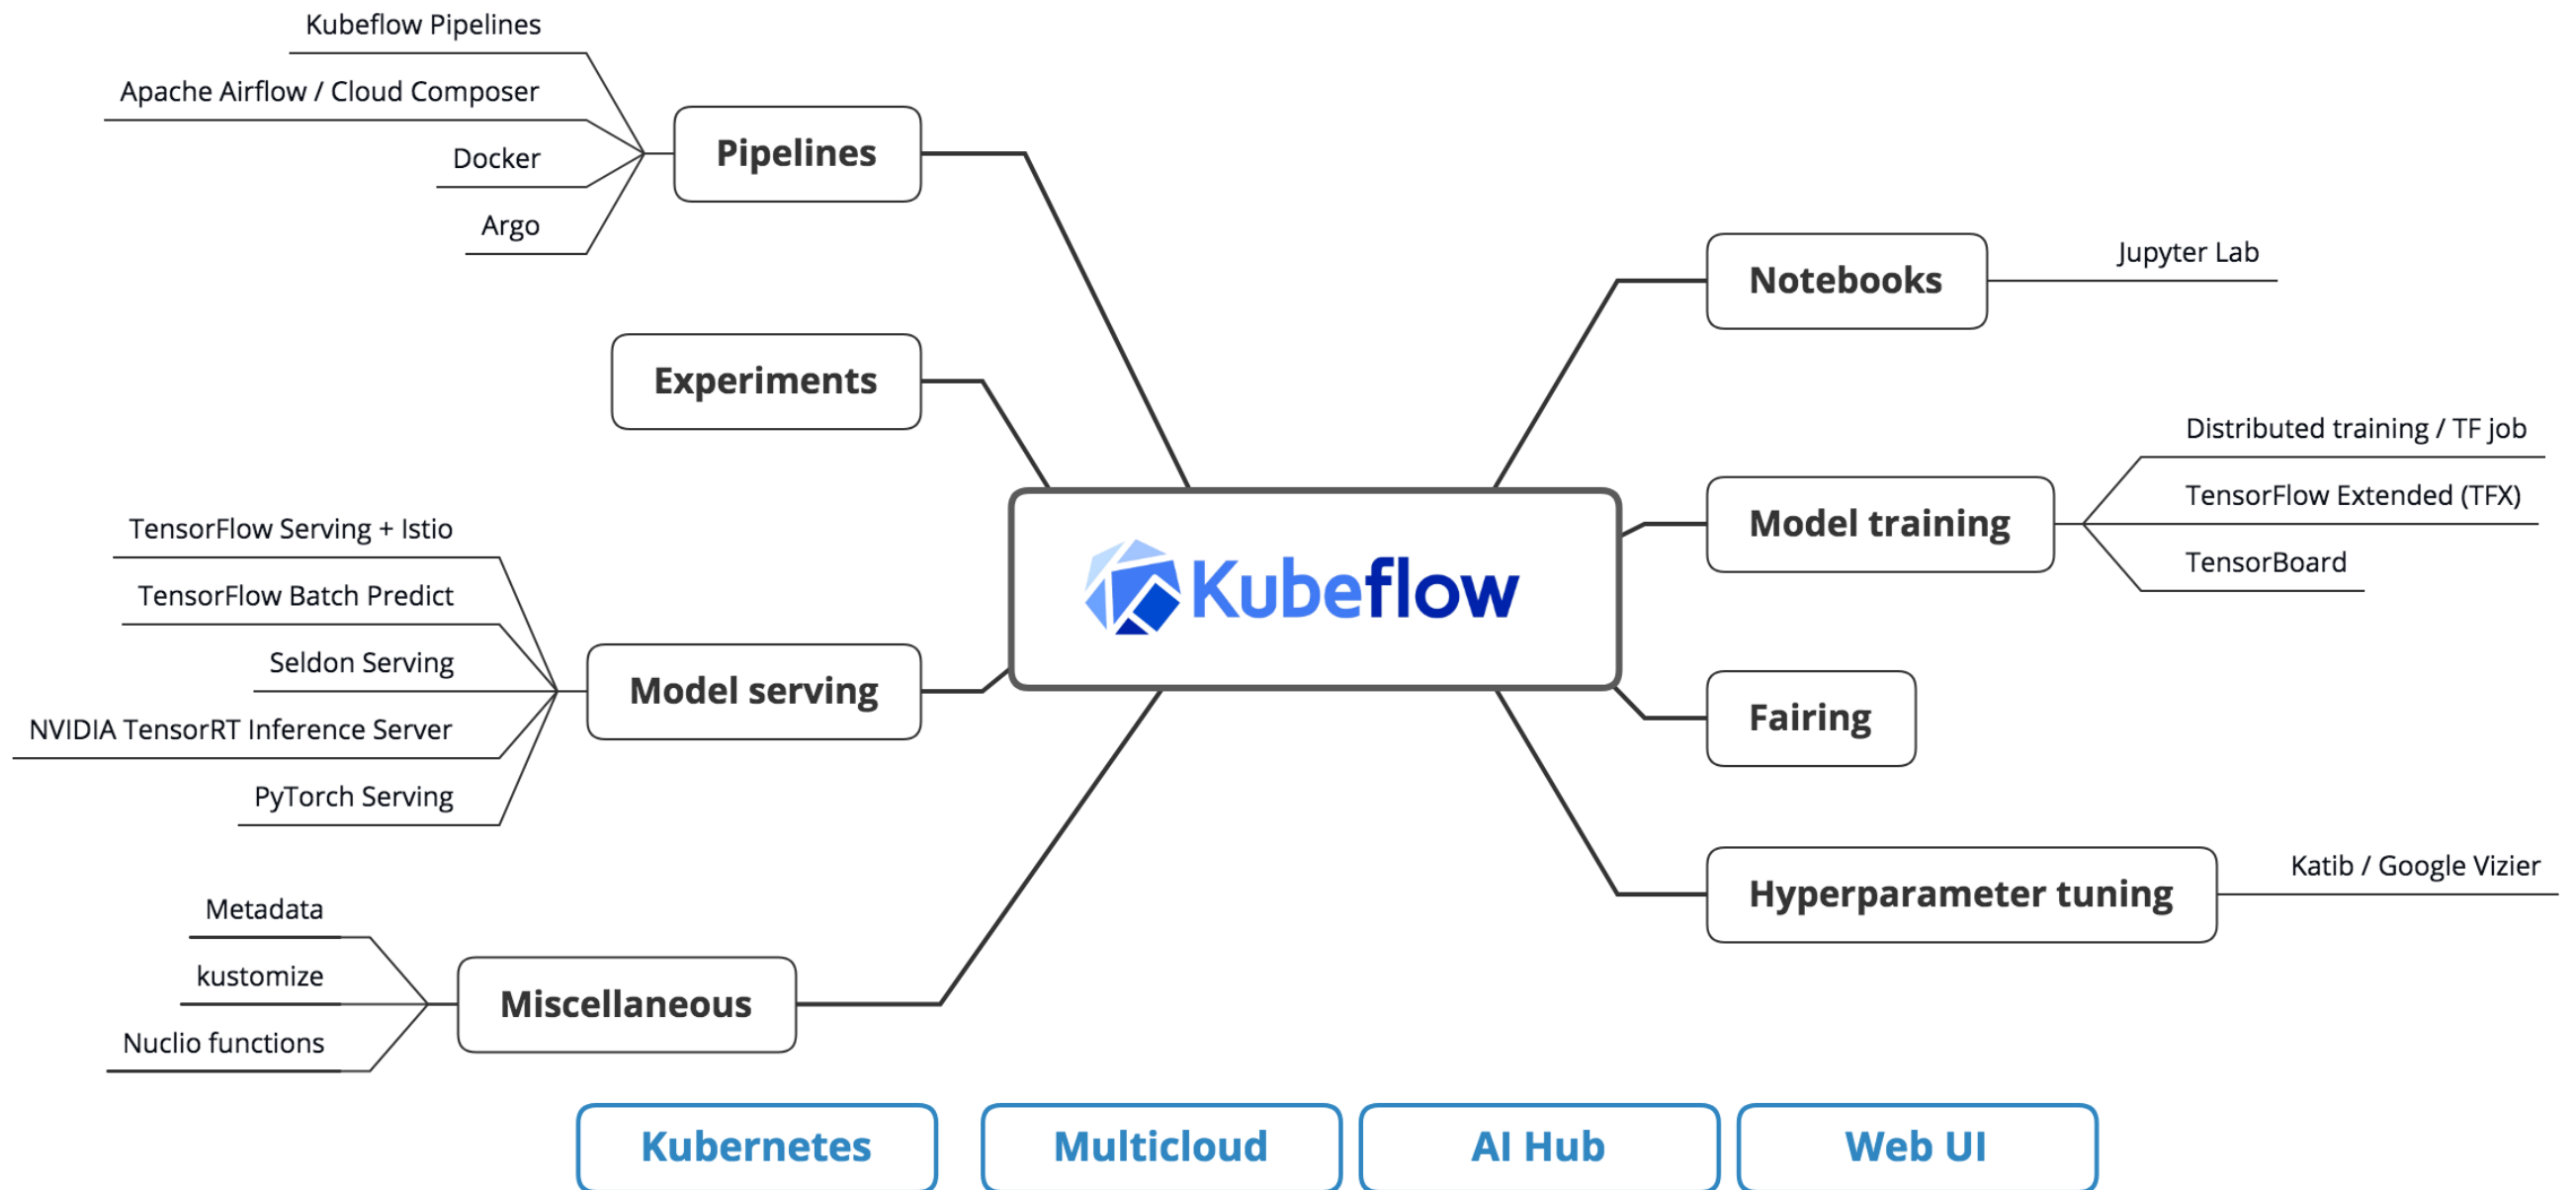 Kubeflow Pipelines
Apache Airflow / Cloud Composer
Docker
Argo
Pipelines
Experiments
TensorFlow Serving + Istio
TensorFlow Batch Predict
Seldon Serving
NVIDIA TensorRT Inference Server
PyTorch Serving
Model serving
Metadata
kustomize
Nuclio functions
Miscellaneous
Kubeflow
Notebooks
Jupyter Lab
Model training
Distributed training / TF job
TensorFlow Extended (TFX)
TensorBoard
Fairing
Hyperparameter tuning
Katib / Google Vizier
Kubernetes
Multicloud
AI Hub
Web UI